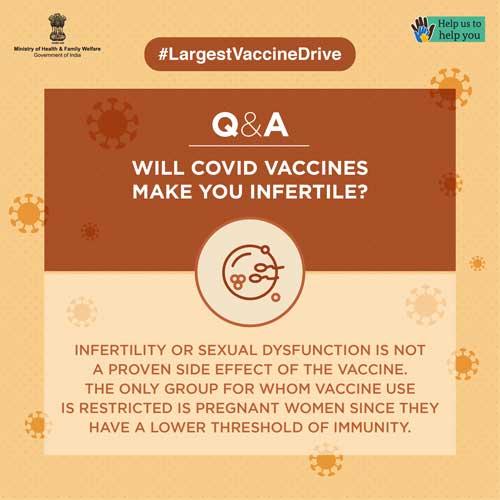 Ministry of Health & Family Welfare
Government of India
#LargestVaccineDrive
Help us to
help you
Q&A
WILL COVID VACCINES
MAKE YOU INFERTILE?
INFERTILITY OR SEXUAL DYSFUNCTION IS NOT
A PROVEN SIDE EFFECT OF THE VACCINE.
THE ONLY GROUP FOR WHOM VACCINE USE
IS RESTRICTED IS PREGNANT WOMEN SINCE THEY
HAVE A LOWER THRESHOLD OF IMMUNITY.